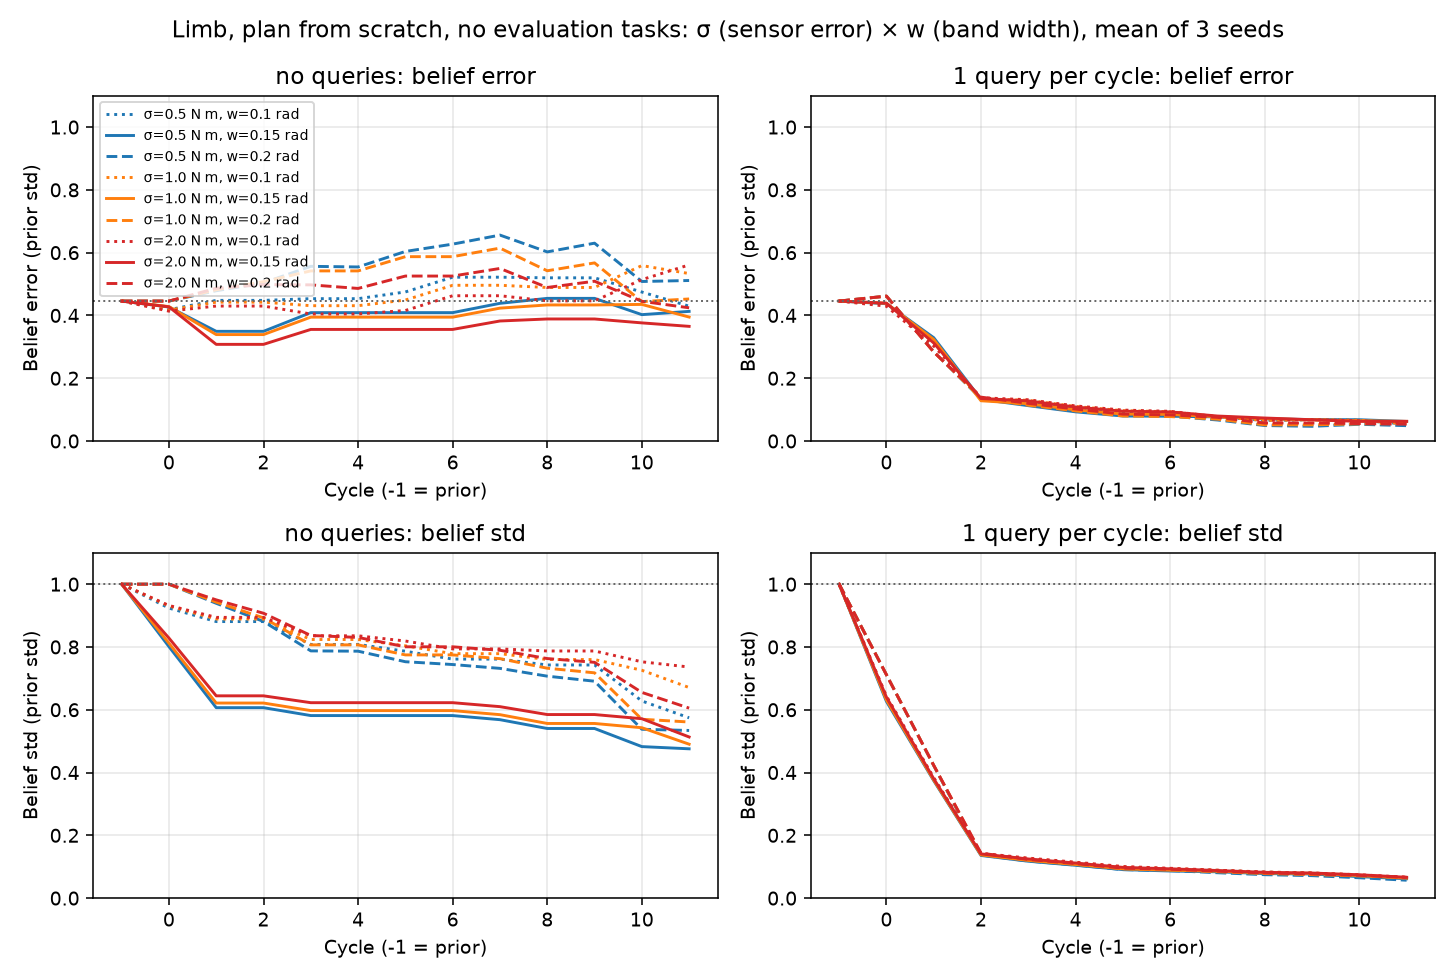 Limb, plan from scratch, no evaluation tasks: σ (sensor error) × w (band width), mean of 3 seeds
no queries: belief error
Belief error (prior std)
1.0
0.8
0.6
0.4
0.2
0.0
σ=0.5 N m, w=0.1 rad
σ=0.5 N m, w=0.15 rad
σ=0.5 N m, w=0.2 rad
σ=1.0 N m, w=0.1 rad
σ=1.0 N m, w=0.15 rad
σ=1.0 N m, w=0.2 rad
σ=2.0 N m, w=0.1 rad
σ=2.0 N m, w=0.15 rad
σ=2.0 N m, w=0.2 rad
0 2 4 6 8 10
Cycle (-1 = prior)
1 query per cycle: belief error
Belief error (prior std)
1.0
0.8
0.6
0.4
0.2
0.0
0 2 4 6 8 10
Cycle (-1 = prior)
no queries: belief std
Belief std (prior std)
1.0
0.8
0.6
0.4
0.2
0.0
0 2 4 6 8 10
Cycle (-1 = prior)
1 query per cycle: belief std
Belief std (prior std)
1.0
0.8
0.6
0.4
0.2
0.0
0 2 4 6 8 10
Cycle (-1 = prior)